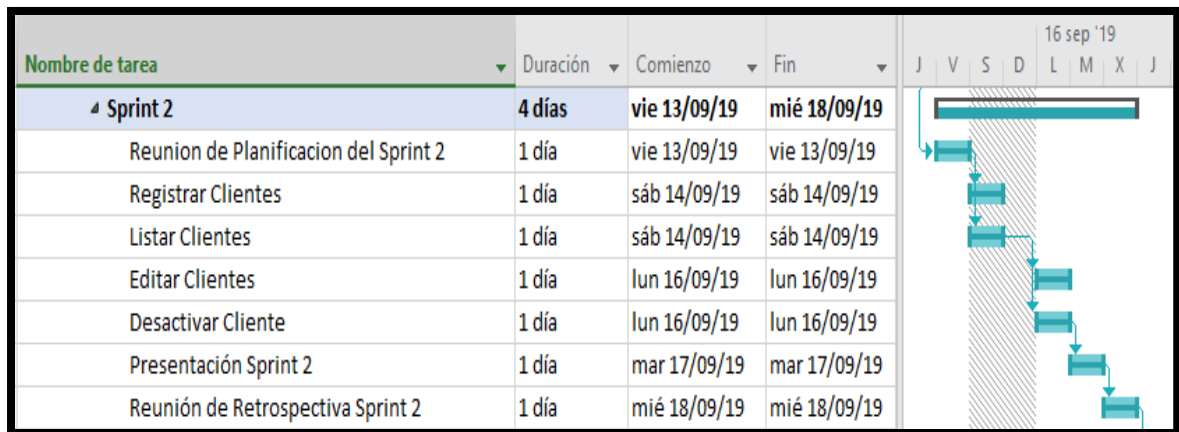 16 sep '19
Nombre de tarea Duración Comienzo Fin J V S D L M X J
Sprint 2 4 días vie 13/09/19 mié 18/09/19
Reunion de Planificacion del Sprint 2 1 día vie 13/09/19 vie 13/09/19
Registrar Clientes 1 día sáb 14/09/19 sáb 14/09/19
Listar Clientes 1 día sáb 14/09/19 sáb 14/09/19
Editar Clientes 1 día lun 16/09/19 lun 16/09/19
Desactivar Cliente 1 día lun 16/09/19 lun 16/09/19
Presentación Sprint 2 1 día mar 17/09/19 mar 17/09/19
Reunión de Retrospectiva Sprint 2 1 día mié 18/09/19 mié 18/09/19